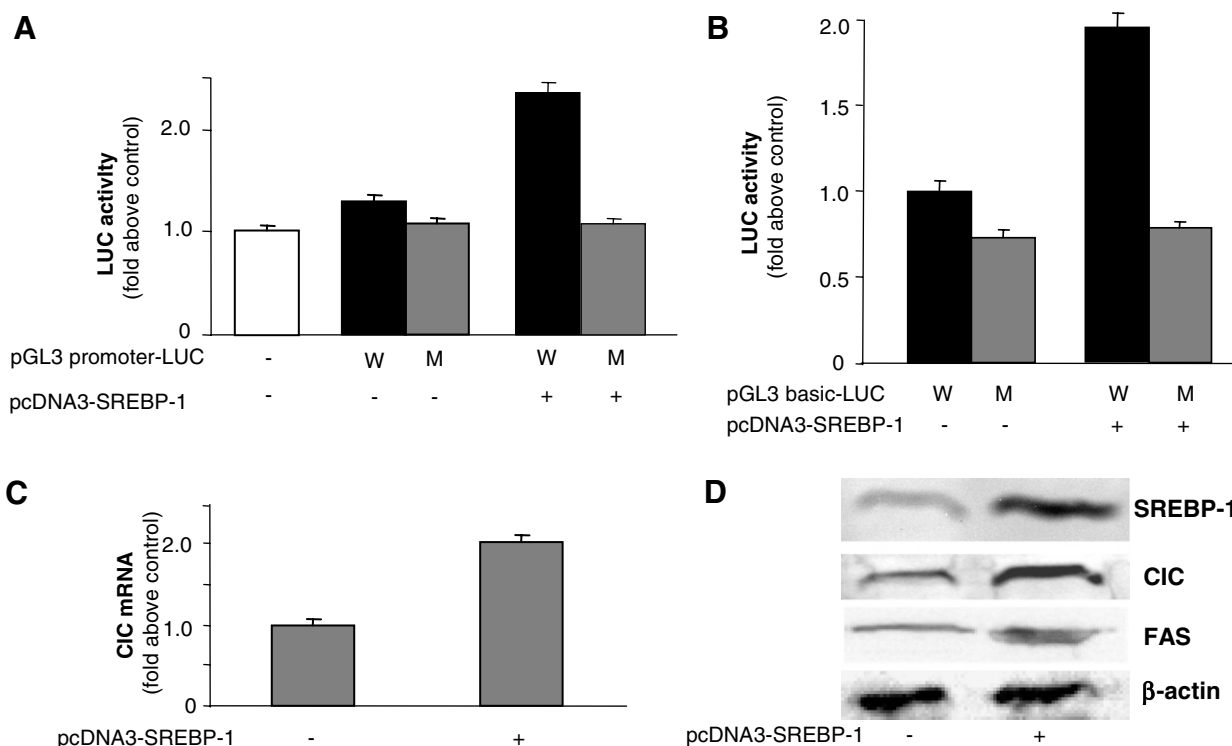 A
LUC activity
(fold above control)
2.0
1.0
0
pGL3 promoter-LUC - W M W M
pcDNA3-SREBP-1 - - - + +
B
LUC activity
(fold above control)
2.0
1.5
1.0
0.5
0
pGL3 basic-LUC W M W M
pcDNA3-SREBP-1 - - + +
C
CIC mRNA
(fold above control)
2.0
1.0
0
pcDNA3-SREBP-1 - +
D
SREBP-1
CIC
FAS
β-actin
pcDNA3-SREBP-1 - +